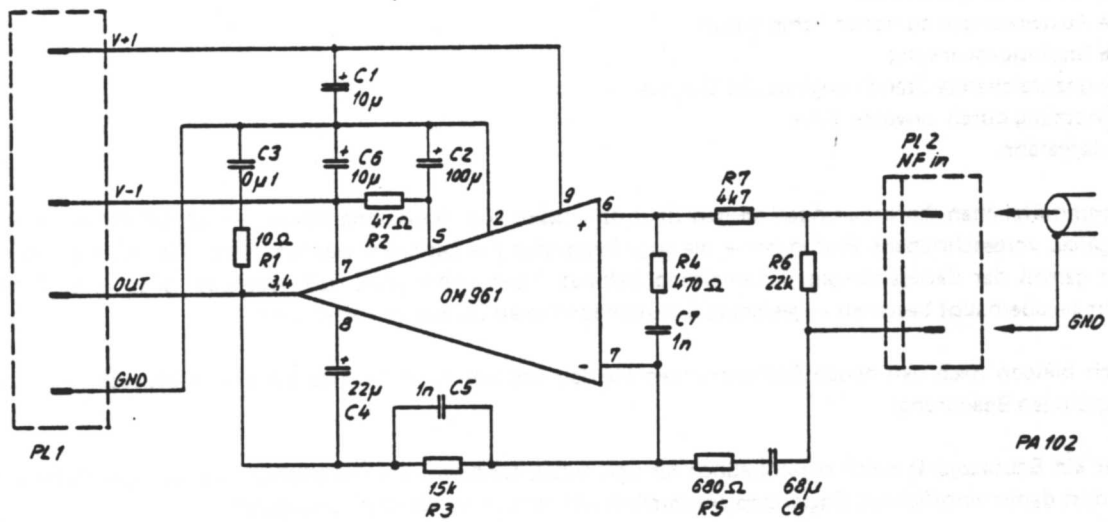 V+1
C1
10µ
C3
0µ1
C6
10µ
C2
100µ
PL2
NF in
V-1
47Ω
R2
5
2
9
6
+
R7
4k7
10Ω
R1
7
OUT
3,4
OM 961
R4
470Ω
R6
22k
8
C7
1n
7
-
GND
GND
22µ
C4
1n C5
PL1
15k
R3
680Ω
R5
68µ
C8
PA 102